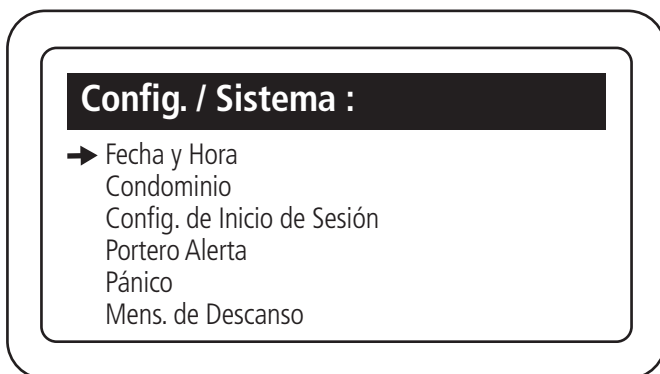 Config. / Sistema :
Fecha y Hora
Condominio
Config. de Inicio de Sesión
Portero Alerta
Pánico
Mens. de Descanso